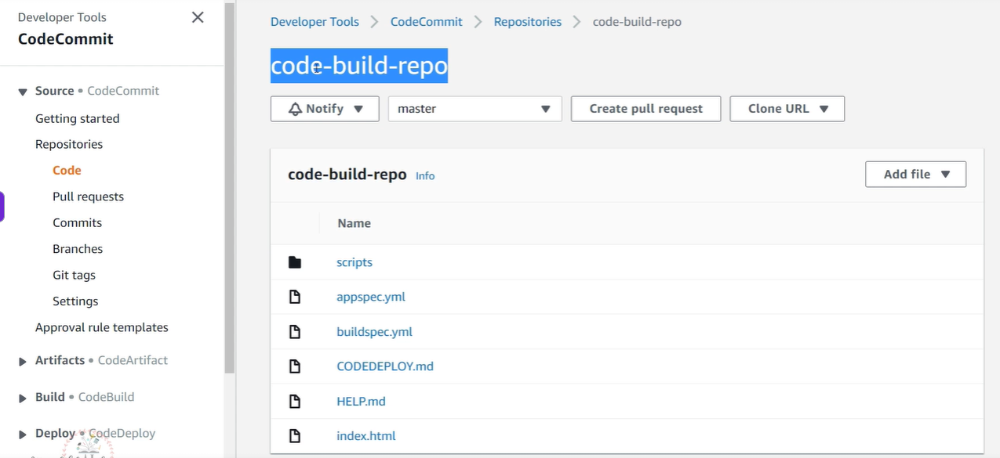 Developer Tools
CodeCommit
Source • CodeCommit
Getting started
Repositories
Code
Pull requests
Commits
Branches
Git tags
Settings
Approval rule templates
Artifacts • CodeArtifact
Build • CodeBuild
Deploy • CodeDeploy
Developer Tools > CodeCommit > Repositories > code-build-repo
code-build-repo
Notify master Create pull request Clone URL
code-build-repo Info Add file
Name
scripts
appspec.yml
buildspec.yml
CODEDEPLOY.md
HELP.md
index.html